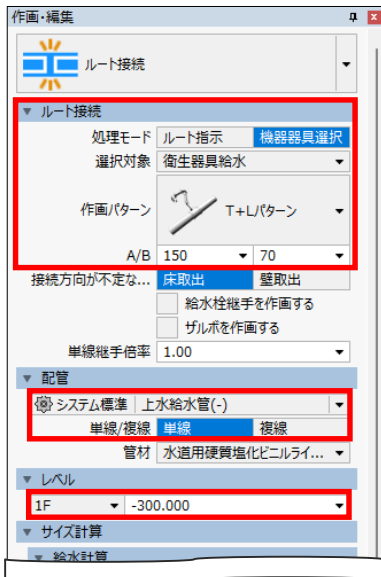 作画・編集
ルート接続
ルート接続
処理モード ルート指示 機器器具選択
選択対象 衛生器具給水
作画パターン T+Lパターン
A/B 150 70
接続方向が不定な... 床取出 壁取出
給水栓継手を作画する
ザルボを作画する
単線継手倍率 1.00
配管
システム標準 上水給水管(-)
単線/複線 単線 複線
管材 水道用硬質塩化ビニルライ...
レベル
1F -300.000
サイズ計算
給水計算